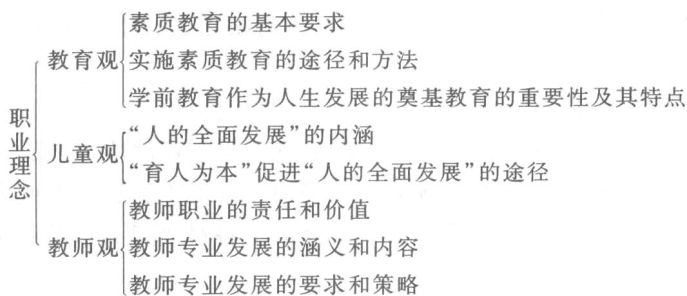 职业理念
教育观
素质教育的基本要求
实施素质教育的途径和方法
学前教育作为人生发展的奠基教育的重要性及其特点
儿童观
“人的全面发展”的内涵
“育人为本”促进“人的全面发展”的途径
教师观
教师职业的责任和价值
教师专业发展的涵义和内容
教师专业发展的要求和策略